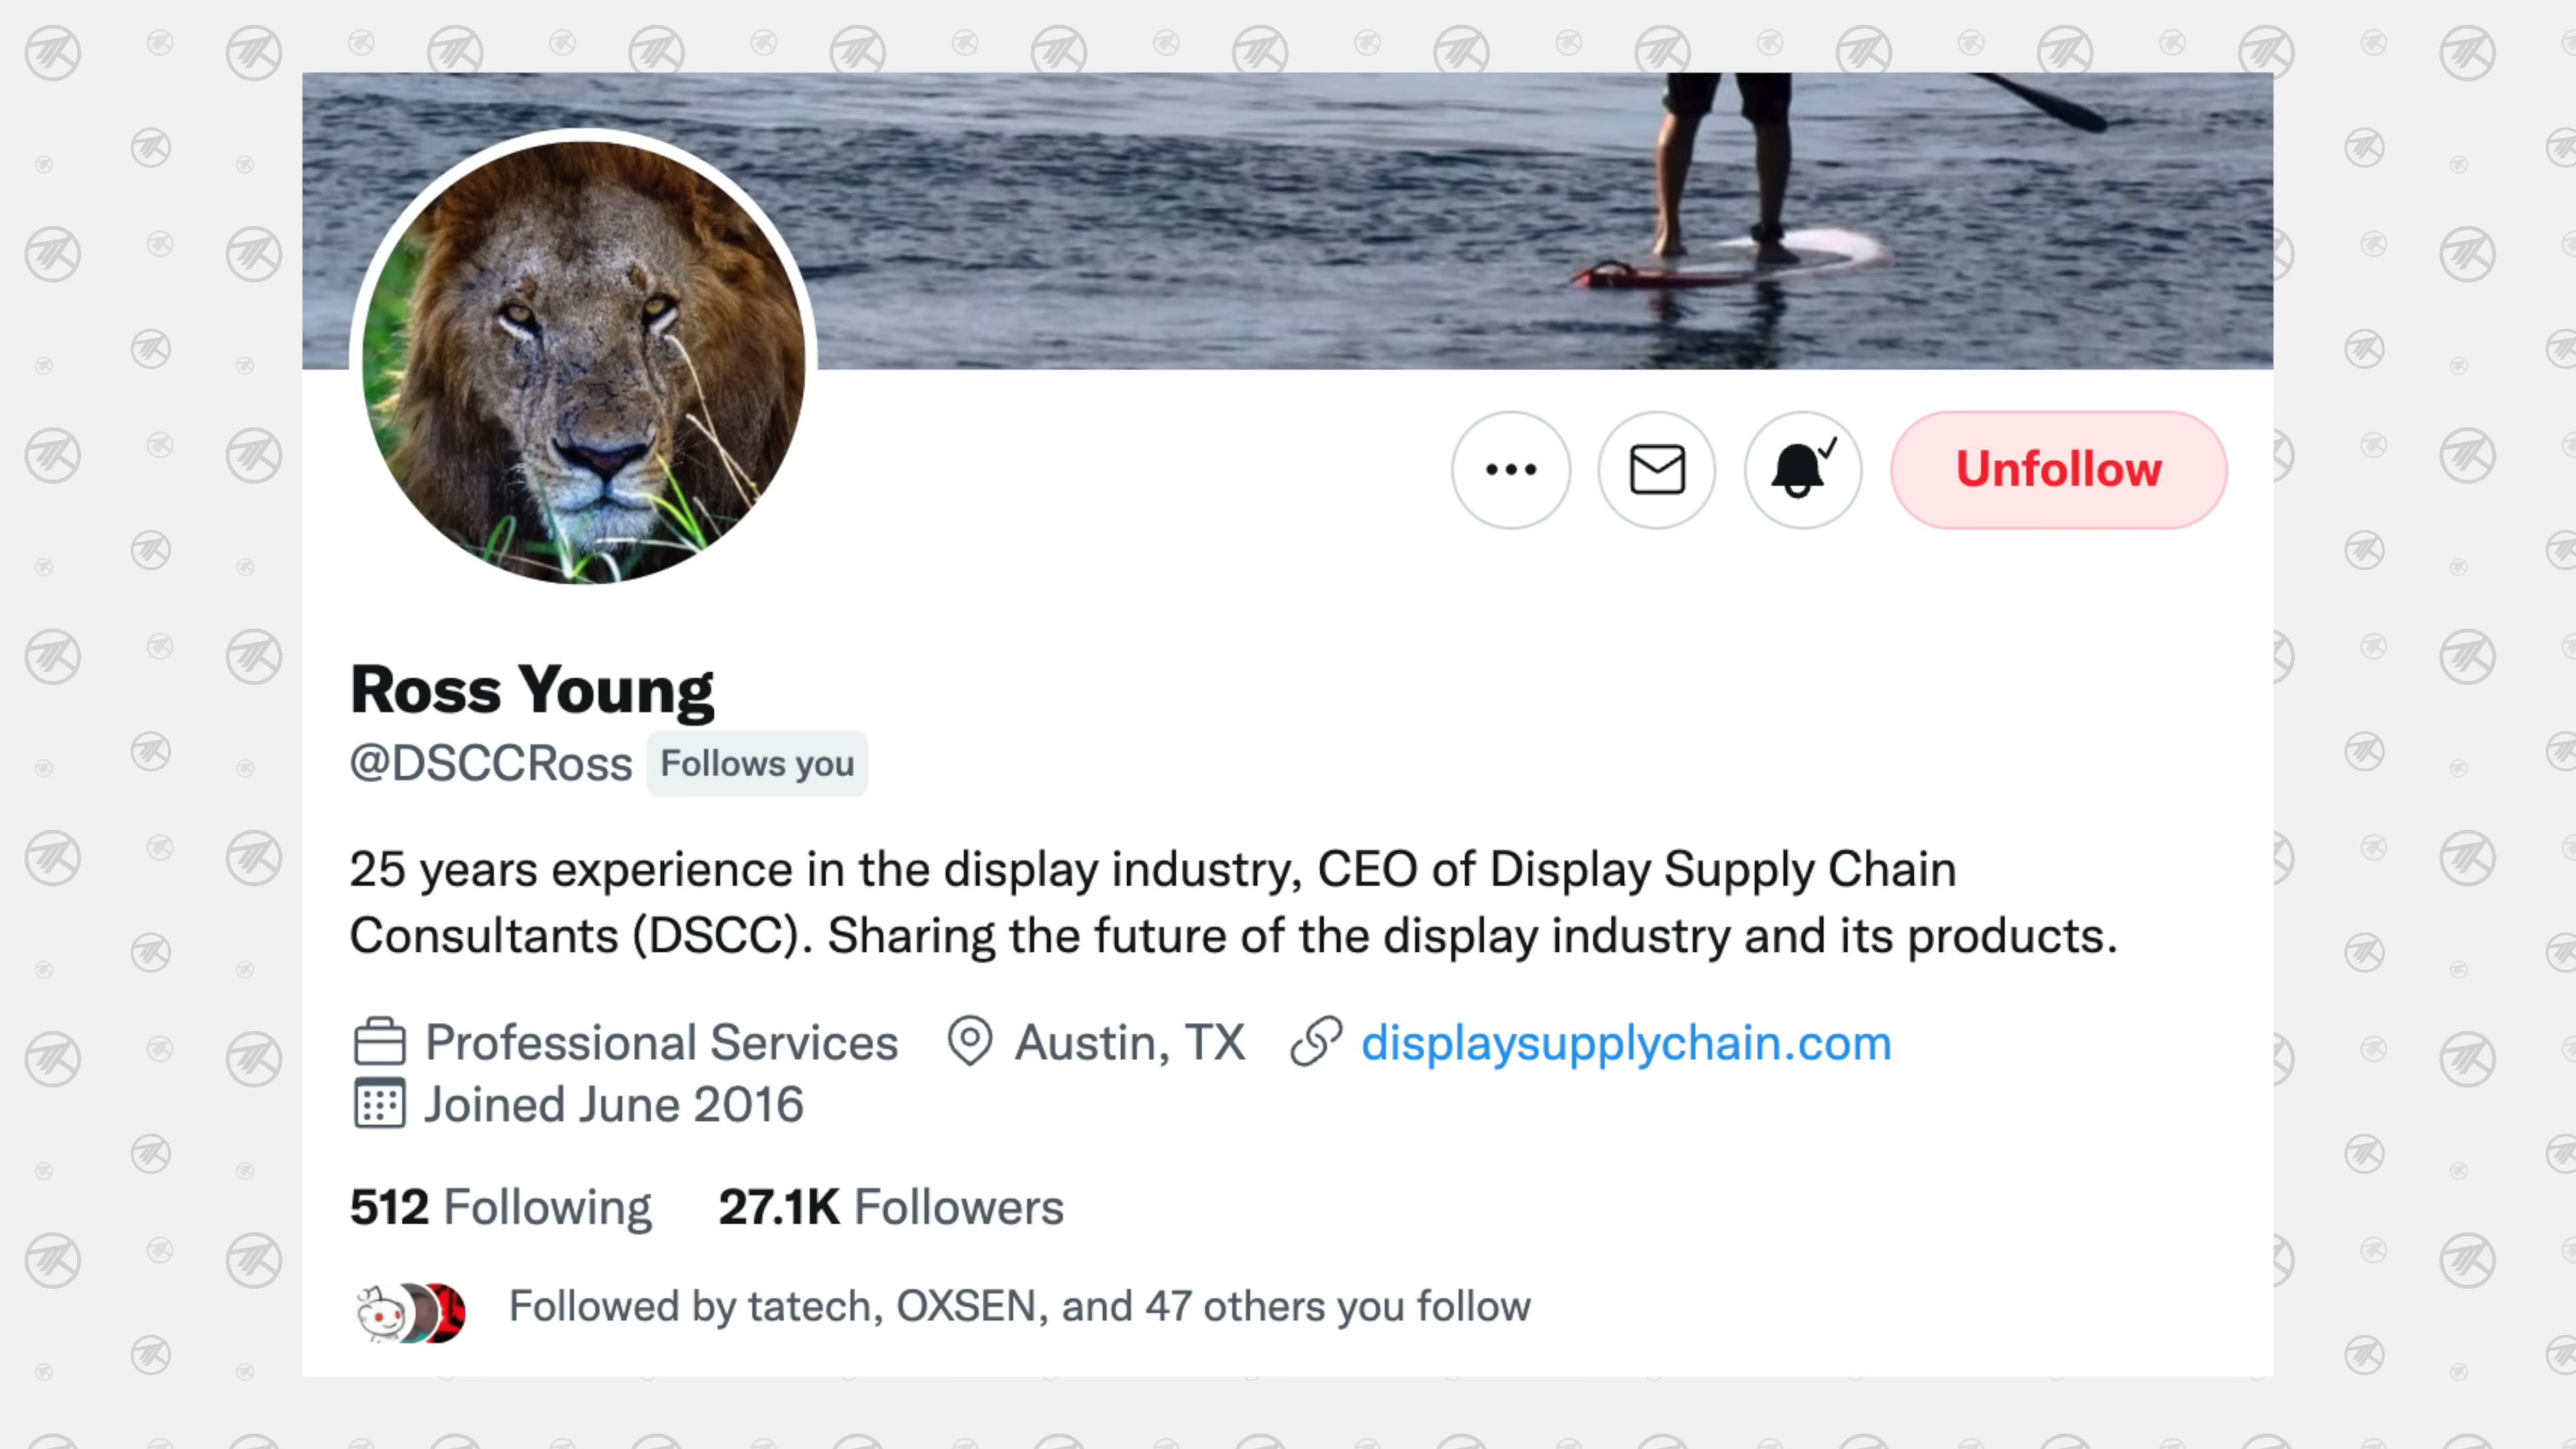 Unfollow
Ross Young
@DSCCRoss Follows you
25 years experience in the display industry, CEO of Display Supply Chain
Consultants (DSCC). Sharing the future of the display industry and its products.
Professional Services Austin, TX displaysupplychain.com
Joined June 2016
512 Following 27.1K Followers
Followed by tatech, OXSEN, and 47 others you follow